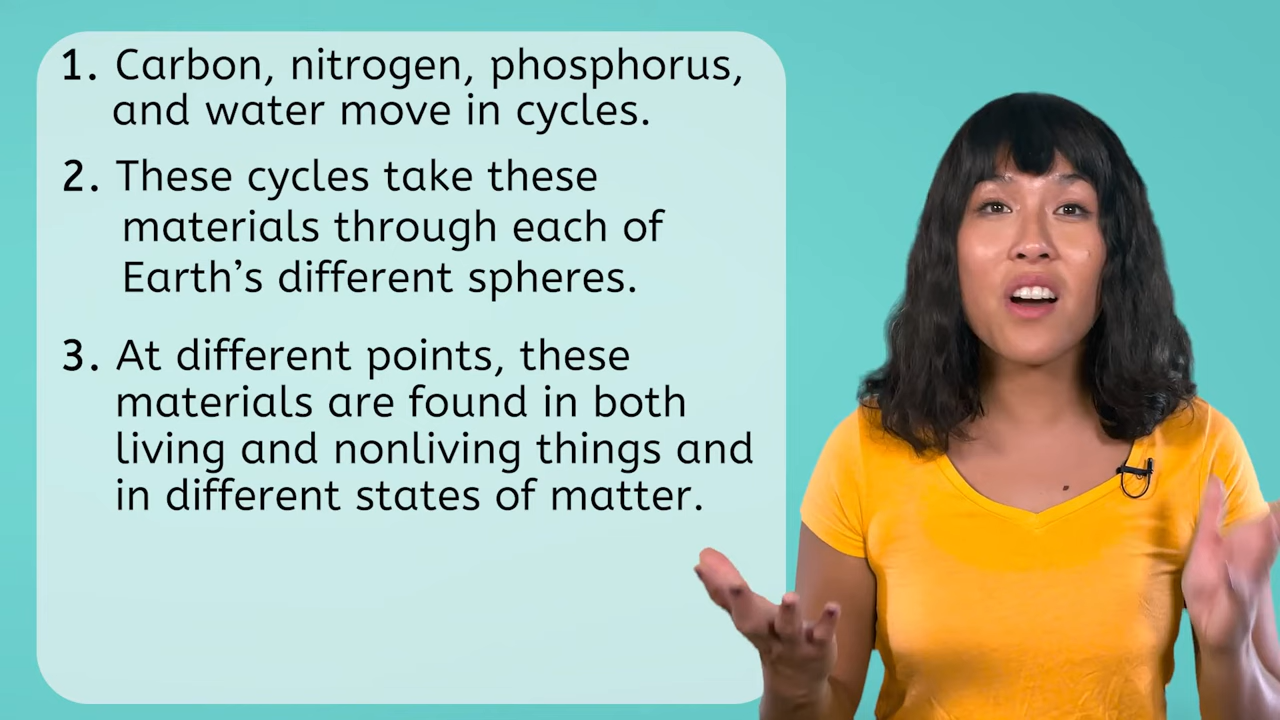 1. Carbon, nitrogen, phosphorus,
and water move in cycles.
2. These cycles take these
materials through each of
Earth’s different spheres.
3. At different points, these
materials are found in both
living and nonliving things and
in different states of matter.